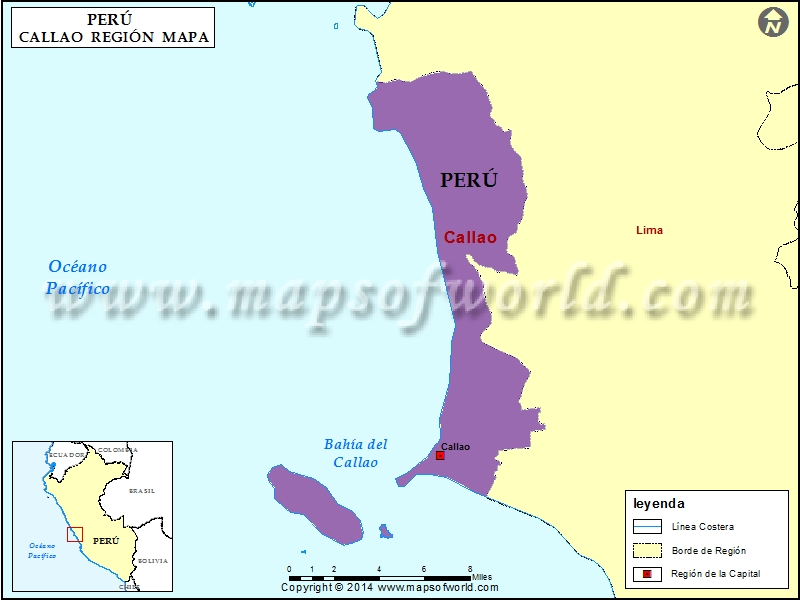 PERÚ
CALLAO REGIÓN MAPA
N
PERÚ
Callao
Lima
Océano
Pacífico
www.mapsofworld.com
Bahía del
Callao
Callao
ECUADOR
COLOMBIA
BRASIL
PERÚ
Océano
Pacífico
BOLIVIA
CHILE
leyenda
Línea Costera
Borde de Región
Región de la Capital
0 1 2 4 6 8
Miles
Copyright © 2014 www.mapsofworld.com